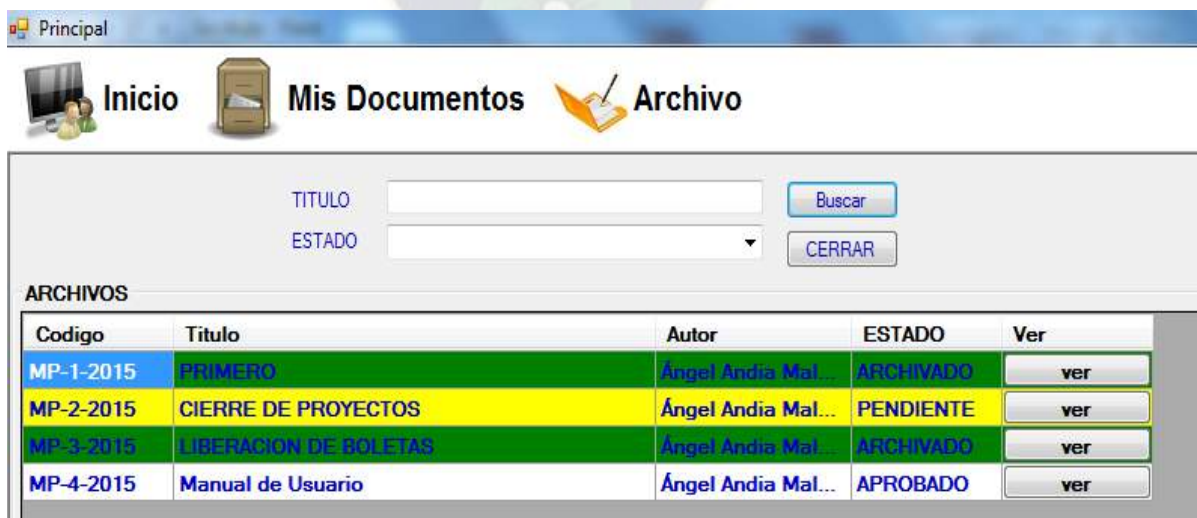 Principal
Inicio Mis Documentos Archivo
TITULO Buscar
ESTADO CERRAR
ARCHIVOS
Codigo Titulo Autor ESTADO Ver
MP-1-2015 PRIMERO Ángel Andia Mal... ARCHIVADO ver
MP-2-2015 CIERRE DE PROYECTOS Ángel Andia Mal... PENDIENTE ver
MP-3-2015 LIBERACION DE BOLETAS Ángel Andia Mal... ARCHIVADO ver
MP-4-2015 Manual de Usuario Ángel Andia Mal... APROBADO ver